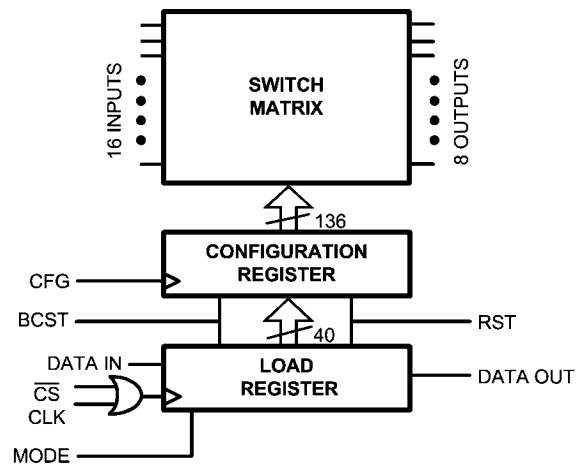 16 INPUTS
SWITCH
MATRIX
8 OUTPUTS
136
CONFIGURATION
REGISTER
CFG
BCST
40
RST
DATA IN
LOAD
REGISTER
DATA OUT
CS
CLK
MODE